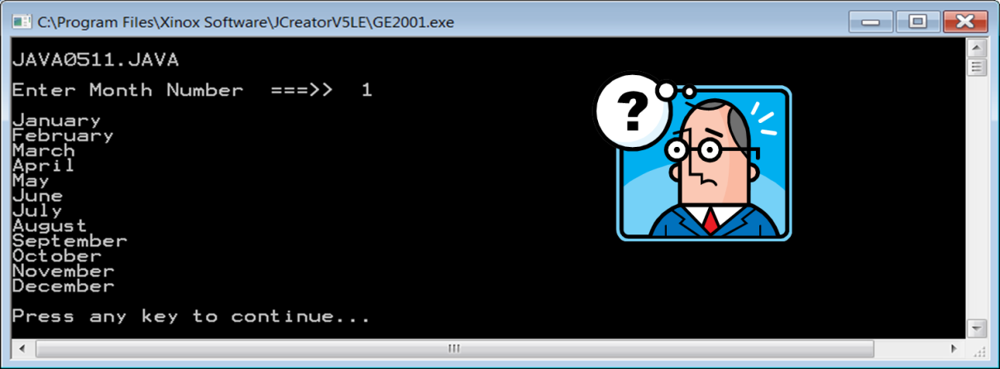 C:\Program Files\Xinox Software\JCreatorV5LE\GE2001.exe
JAVA0511.JAVA
Enter Month Number  ===>>  1
?
January
February
March
April
May
June
July
August
September
October
November
December
Press any key to continue...